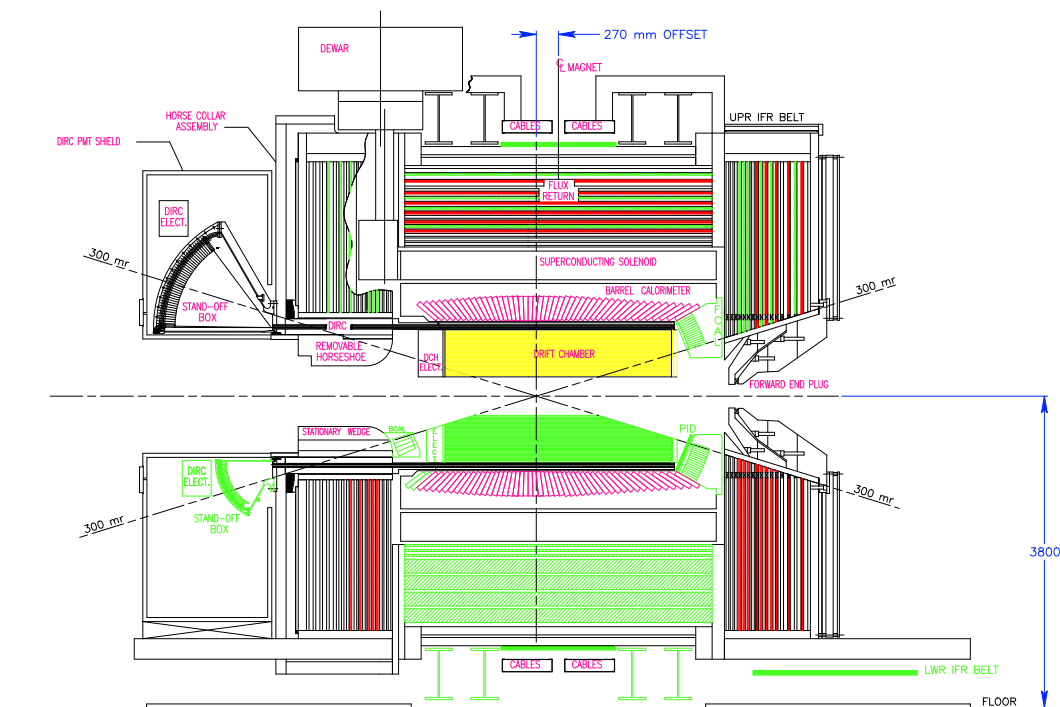 270 mm OFFSET
DEWAR
℄ MAGNET
HORSE COLLAR
ASSEMBLY
CABLES
CABLES
UPR IFR BELT
DIRC PMT SHIELD
FLUX
RETURN
DIRC
ELECT.
300 mr
SUPERCONDUCTING SOLENOID
300 mr
BARREL CALORIMETER
STAND-OFF
BOX
FCAL
DIRC
REMOVABLE
HORSESHOE
DCH
ELECT.
DRIFT CHAMBER
FORWARD END PLUG
STATIONARY WEDGE
BCAL
ELEC
PID
DIRC
ELECT.
300 mr
STAND-OFF
BOX
300 mr
3800
CABLES
CABLES
LWR IFR BELT
FLOOR